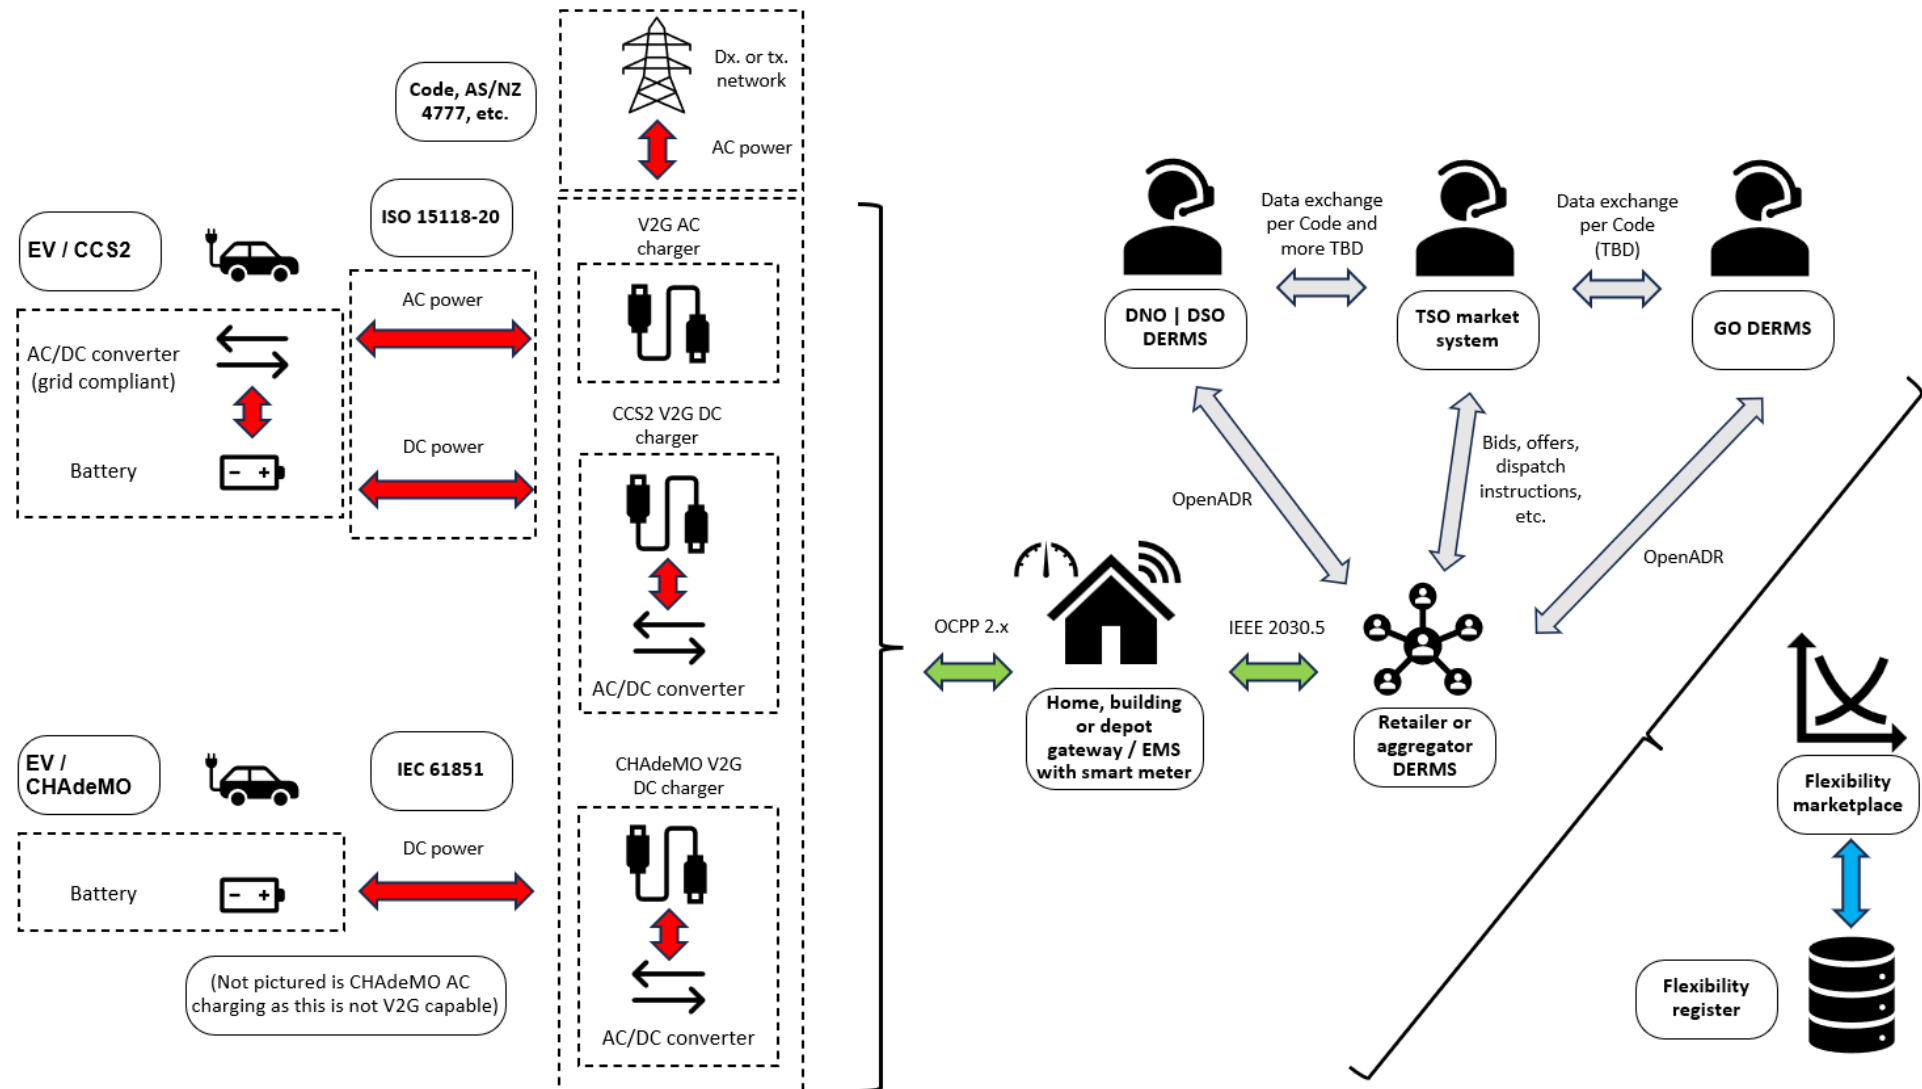 Dx. or tx.
network
Code, AS/NZ
4777, etc.
AC power
ISO 15118-20
EV / CCS2
V2G AC
charger
AC power
AC/DC converter
(grid compliant)
CCS2 V2G DC
charger
DC power
Battery
AC/DC converter
EV /
CHAdeMO
IEC 61851
CHAdeMO V2G
DC charger
DC power
Battery
(Not pictured is CHAdeMO AC
charging as this is not V2G capable)
AC/DC converter
Data exchange
per Code and
more TBD
Data exchange
per Code
(TBD)
DNO | DSO
DERMS
TSO market
system
GO DERMS
OpenADR
Bids, offers,
dispatch
instructions,
etc.
OpenADR
OCPP 2.x
IEEE 2030.5
Home, building
or depot
gateway / EMS
with smart meter
Retailer or
aggregator
DERMS
Flexibility
marketplace
Flexibility
register